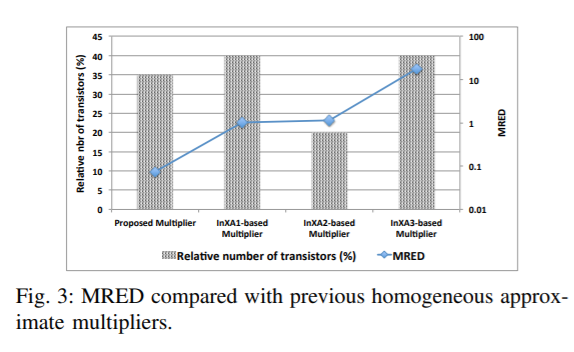 45
40
35
30
25
20
15
10
5
0
Relative nbr of transistors (%)
100
10
1
0.1
0.01
MRED
Proposed Multiplier InXA1-based InXA2-based InXA3-based
Multiplier Multiplier Multiplier
Relative number of transistors (%) MRED
Fig. 3: MRED compared with previous homogeneous approx-
imate multipliers.